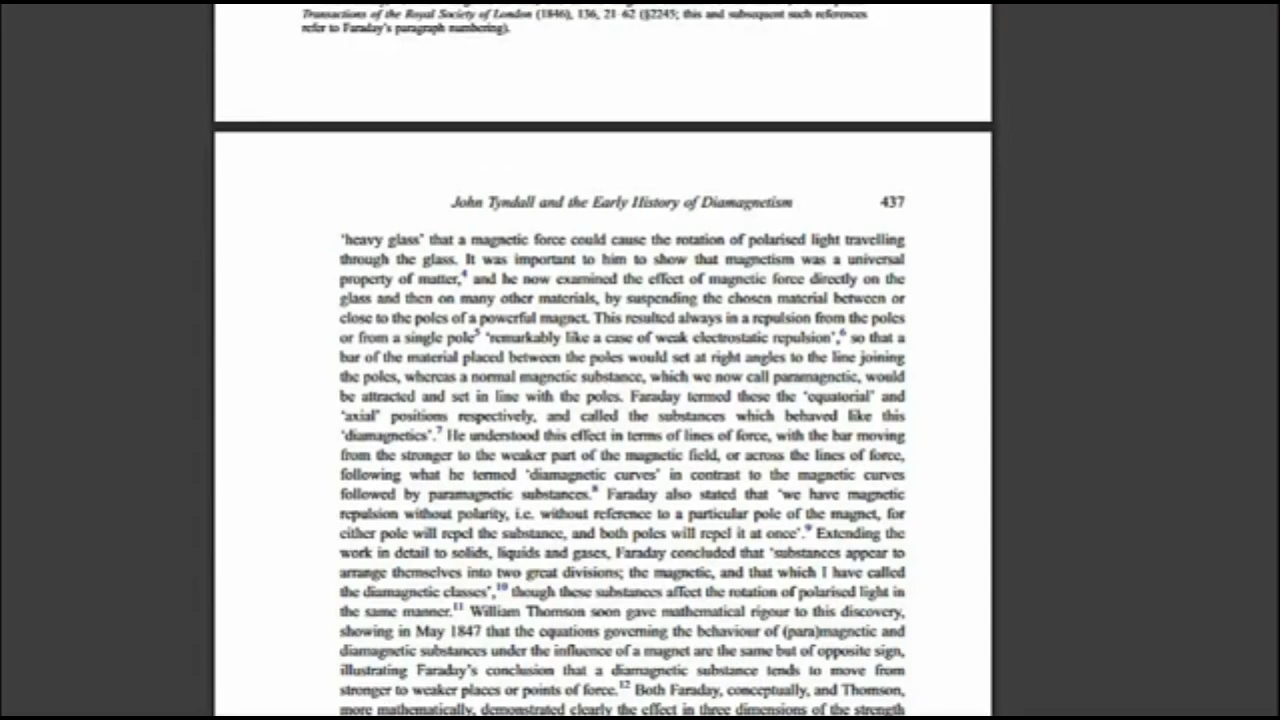 Transactions of the Royal Society of London (1846), 136, 21–62 (§2245; this and subsequent such references
refer to Faraday's paragraph numbering).
John Tyndall and the Early History of Diamagnetism 437
'heavy glass' that a magnetic force could cause the rotation of polarised light travelling
through the glass. It was important to him to show that magnetism was a universal
property of matter,4 and he now examined the effect of magnetic force directly on the
glass and then on many other materials, by suspending the chosen material between or
close to the poles of a powerful magnet. This resulted always in a repulsion from the poles
or from a single pole5 'remarkably like a case of weak electrostatic repulsion',6 so that a
bar of the material placed between the poles would set at right angles to the line joining
the poles, whereas a normal magnetic substance, which we now call paramagnetic, would
be attracted and set in line with the poles. Faraday termed these the 'equatorial' and
'axial' positions respectively, and called the substances which behaved like this
'diamagnetics'.7 He understood this effect in terms of lines of force, with the bar moving
from the stronger to the weaker part of the magnetic field, or across the lines of force,
following what he termed 'diamagnetic curves' in contrast to the magnetic curves
followed by paramagnetic substances.8 Faraday also stated that 'we have magnetic
repulsion without polarity, i.e. without reference to a particular pole of the magnet, for
either pole will repel the substance, and both poles will repel it at once'.9 Extending the
work in detail to solids, liquids and gases, Faraday concluded that 'substances appear to
arrange themselves into two great divisions; the magnetic, and that which I have called
the diamagnetic classes',10 though these substances affect the rotation of polarised light in
the same manner.11 William Thomson soon gave mathematical rigour to this discovery,
showing in May 1847 that the equations governing the behaviour of (para)magnetic and
diamagnetic substances under the influence of a magnet are the same but of opposite sign,
illustrating Faraday's conclusion that a diamagnetic substance tends to move from
stronger to weaker places or points of force.12 Both Faraday, conceptually, and Thomson,
more mathematically, demonstrated clearly the effect in three dimensions of the strength